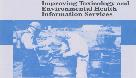 Improving Toxicology and
Environmental Health
Information Services